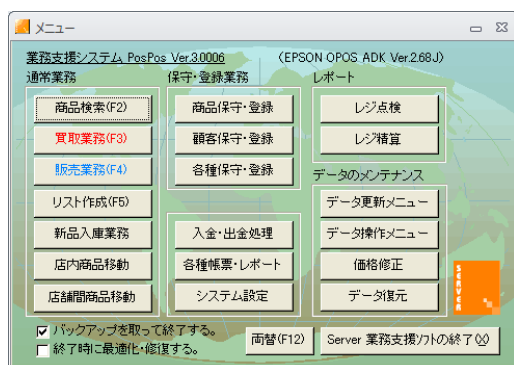 メニュー
業務支援システム PosPos Ver.3.0006 (EPSON OPOS ADK Ver.2.68J)
通常業務
商品検索(F2)
買取業務(F3)
販売業務(F4)
リスト作成(F5)
新品入庫業務
店内商品移動
店舗間商品移動
保守・登録業務
商品保守・登録
顧客保守・登録
各種保守・登録
入金・出金処理
各種帳票・レポート
システム設定
レポート
レジ点検
レジ精算
データのメンテナンス
データ更新メニュー
データ操作メニュー
価格修正
データ復元
SERVER
バックアップを取って終了する。
終了時に最適化・修復する。
両替(F12)
Server 業務支援ソフトの終了(X)